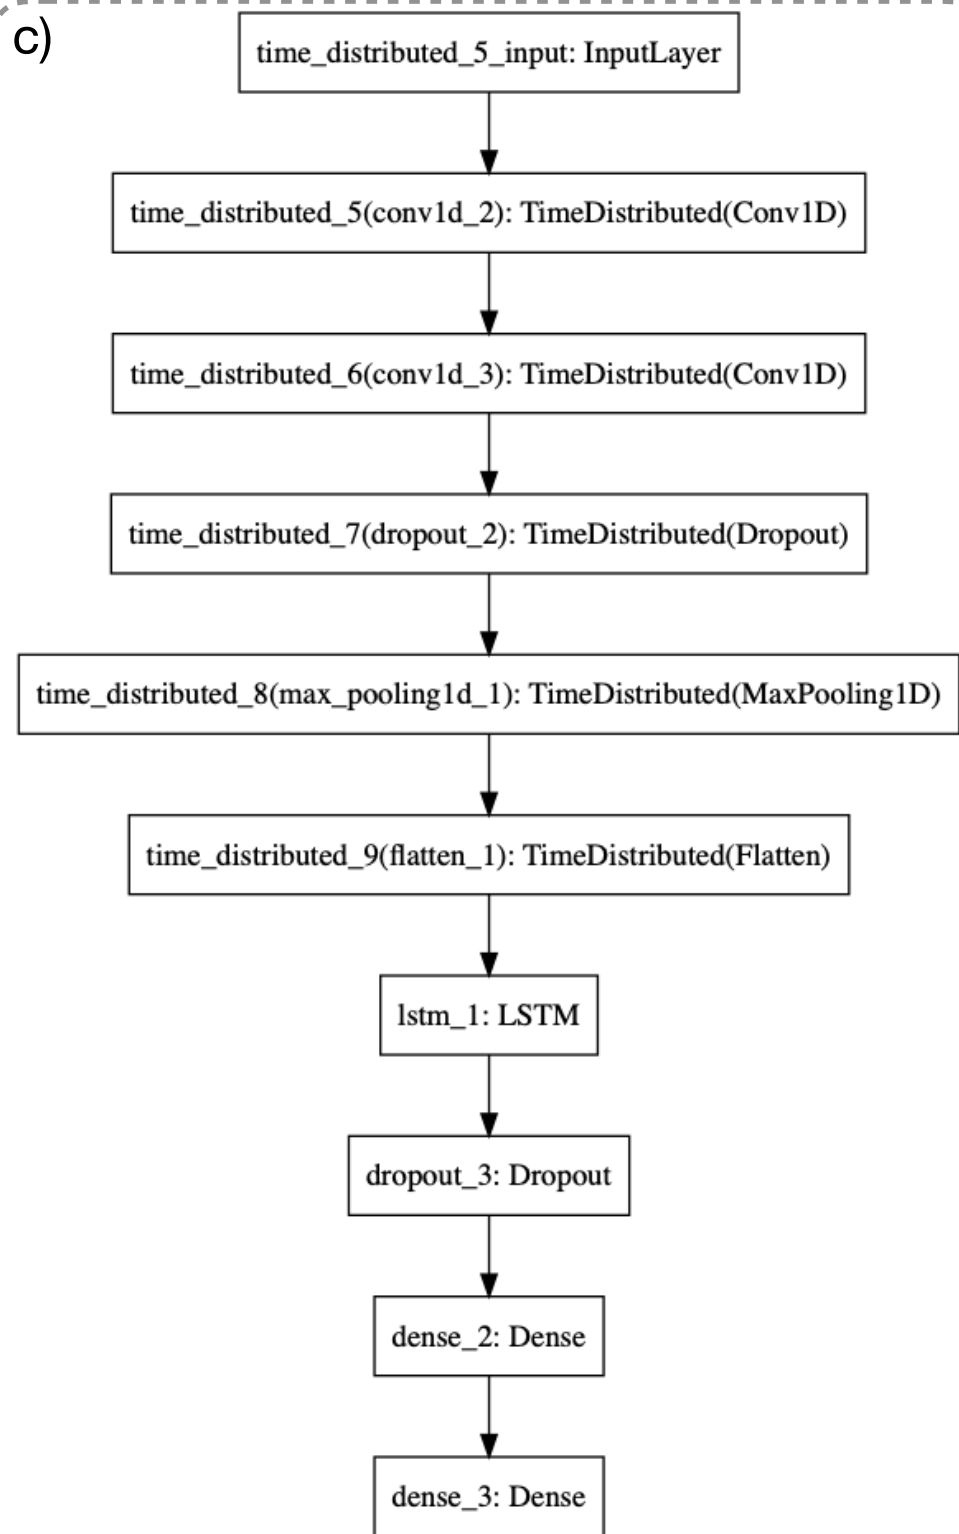 c)
time_distributed_5_input: InputLayer
time_distributed_5(conv1d_2): TimeDistributed(Conv1D)
time_distributed_6(conv1d_3): TimeDistributed(Conv1D)
time_distributed_7(dropout_2): TimeDistributed(Dropout)
time_distributed_8(max_pooling1d_1): TimeDistributed(MaxPooling1D)
time_distributed_9(flatten_1): TimeDistributed(Flatten)
lstm_1: LSTM
dropout_3: Dropout
dense_2: Dense
dense_3: Dense